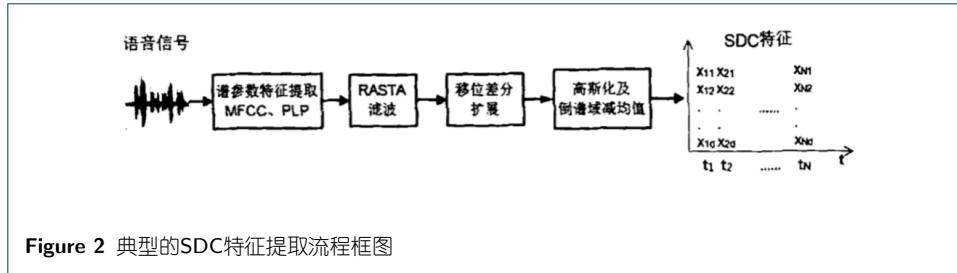 语音信号
谱参数特征提取
MFCC、PLP
RASTA
滤波
移位差分
扩展
高斯化及
倒谱域减均值
SDC特征
x11 x21 xN1
x12 x22 xN2
. . ...... .
. . .
x1d x2d xNd
t
t1 t2 ...... tN
Figure 2 典型的SDC特征提取流程框图